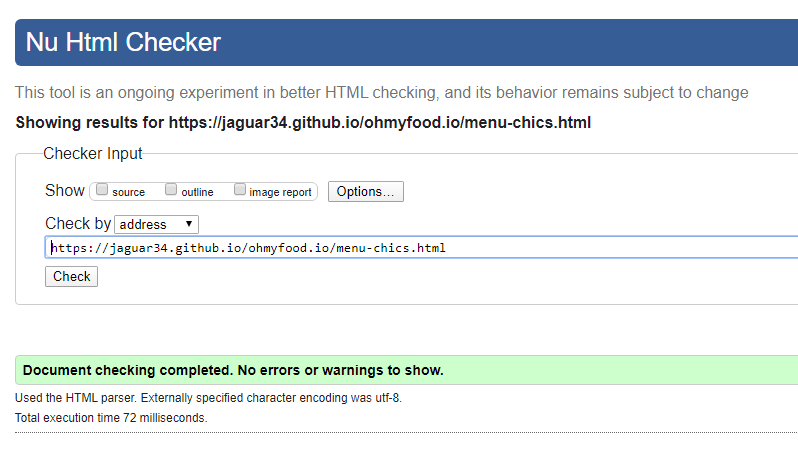 Nu Html Checker
This tool is an ongoing experiment in better HTML checking, and its behavior remains subject to change
Showing results for https://jaguar34.github.io/ohmyfood.io/menu-chics.html
Checker Input
Show source outline image report Options...
Check by address
https://jaguar34.github.io/ohmyfood.io/menu-chics.html
Check
Document checking completed. No errors or warnings to show.
Used the HTML parser. Externally specified character encoding was utf-8.
Total execution time 72 milliseconds.